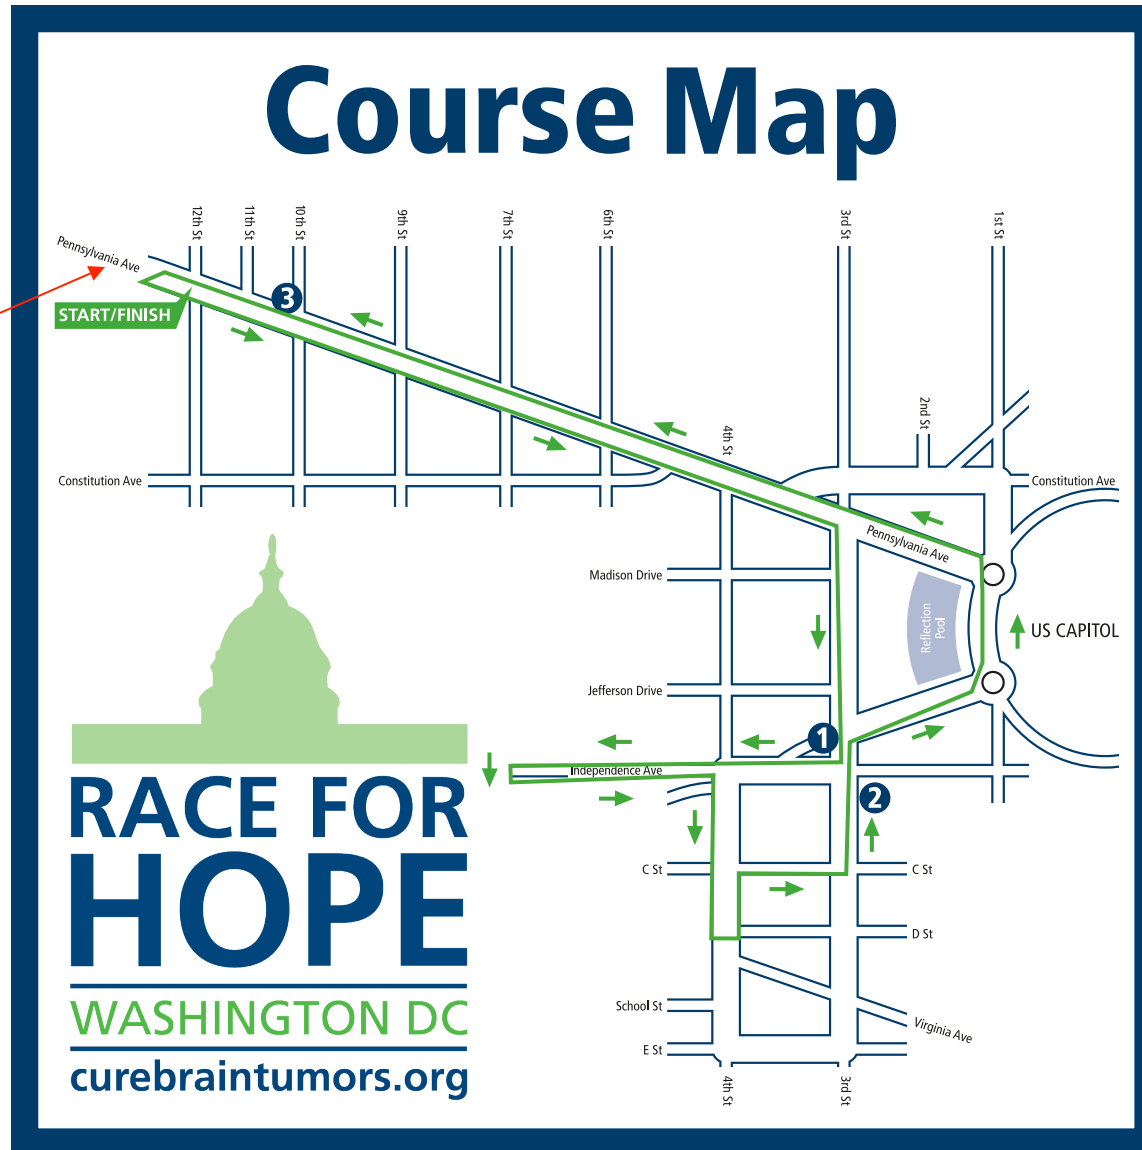 Course Map
12th St
11th St
10th St
9th St
7th St
6th St
3rd St
1st St
Pennsylvania Ave
START/FINISH
3
2nd St
4th St
Constitution Ave
Constitution Ave
Pennsylvania Ave
Madison Drive
Reflection
Pool
US CAPITOL
Jefferson Drive
1
Independence Ave
2
C St
C St
D St
School St
Virginia Ave
E St
4th St
3rd St
RACE FOR
HOPE
WASHINGTON DC
curebraintumors.org